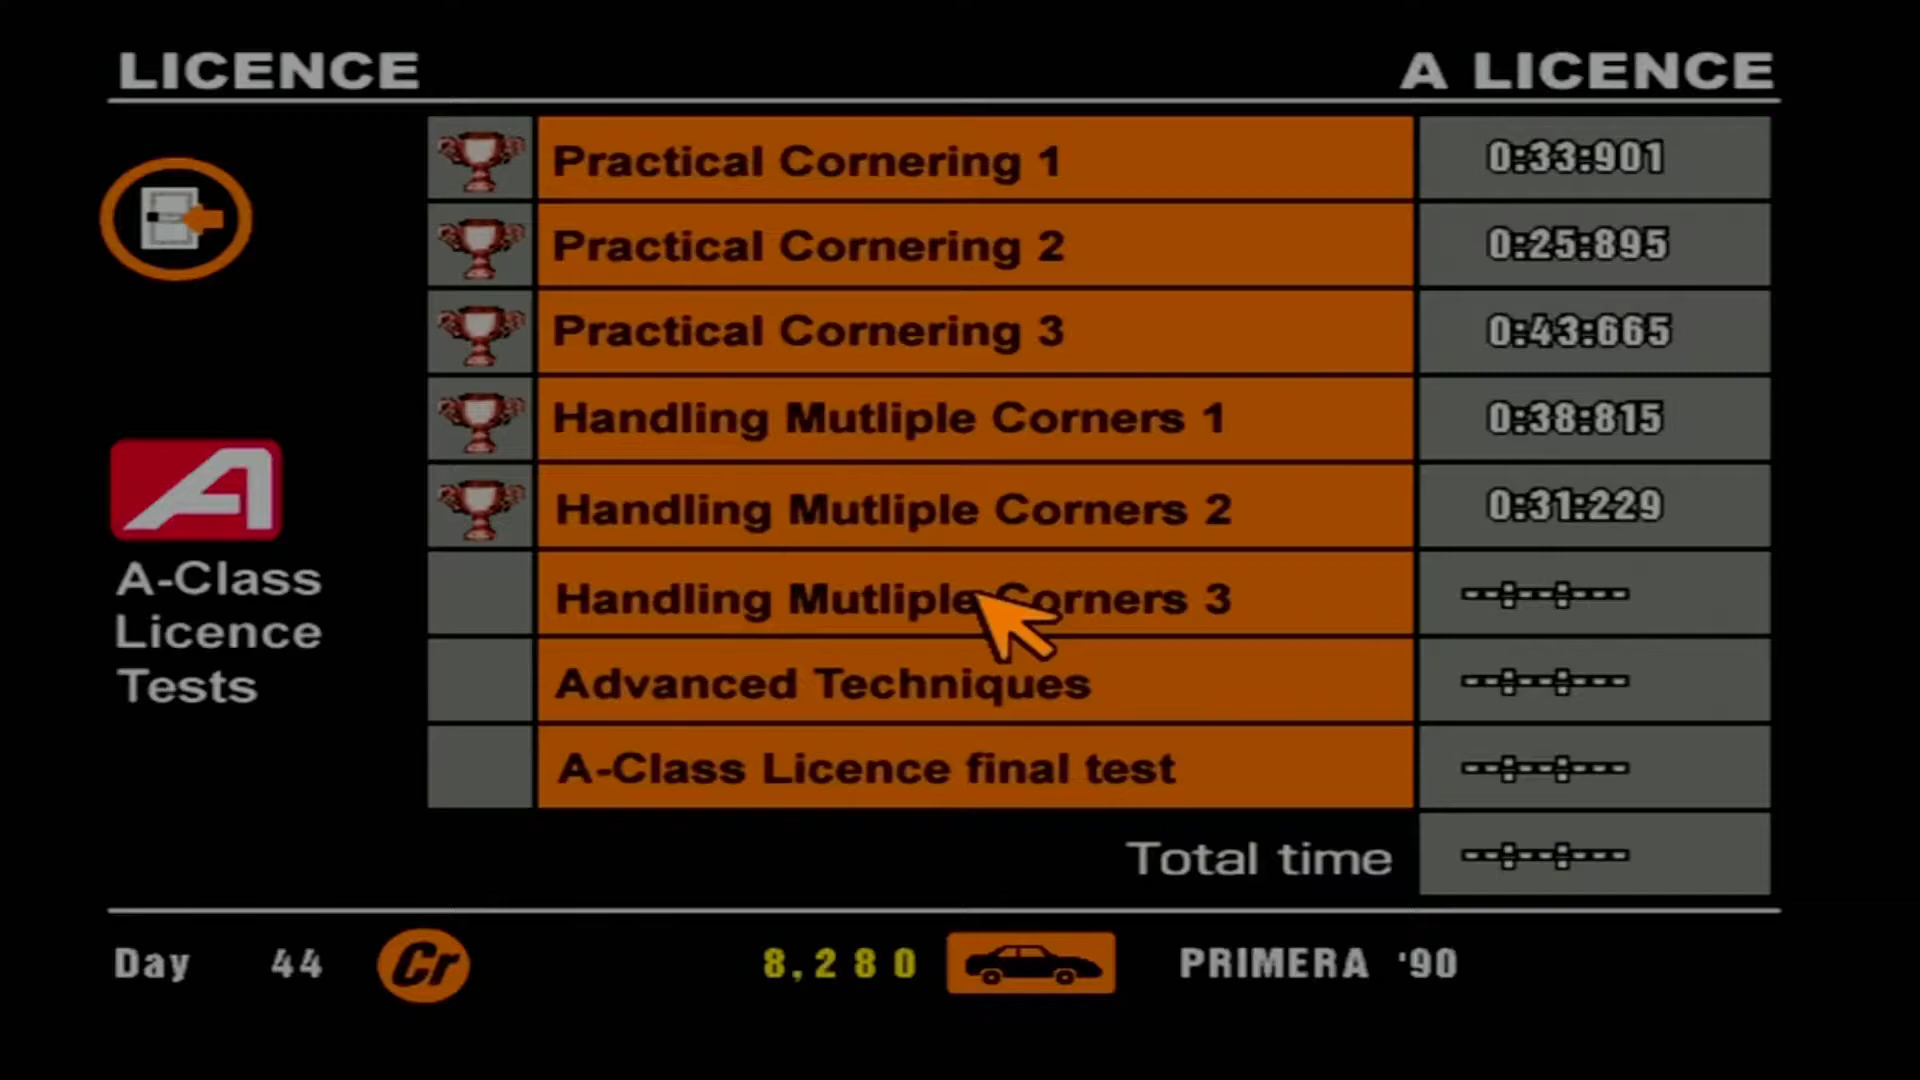 LICENCE
A LICENCE
Practical Cornering 1
0:33:901
Practical Cornering 2
0:25:895
Practical Cornering 3
0:43:665
Handling Mutliple Corners 1
0:38:815
Handling Mutliple Corners 2
0:31:229
Handling Mutliple Corners 3
--:--:---
Advanced Techniques
--:--:---
A-Class Licence final test
--:--:---
Total time
--:--:---
A
A-Class
Licence
Tests
Day 44 Cr 8,280 PRIMERA '90